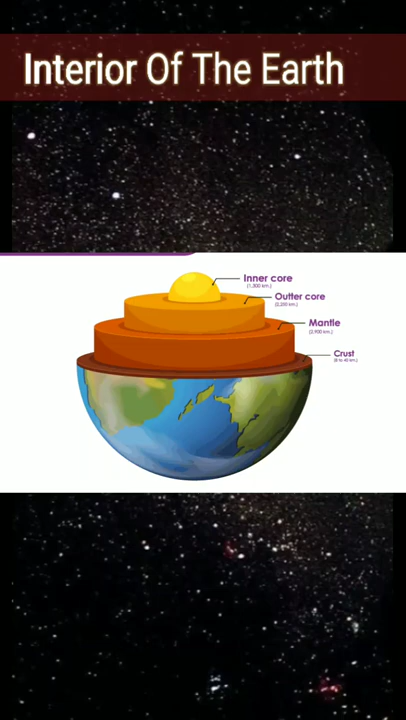 Interior Of The Earth
Inner core
(1,300 km.)
Outter core
(2,250 km.)
Mantle
(2,900 km.)
Crust
(8 to 40 km.)